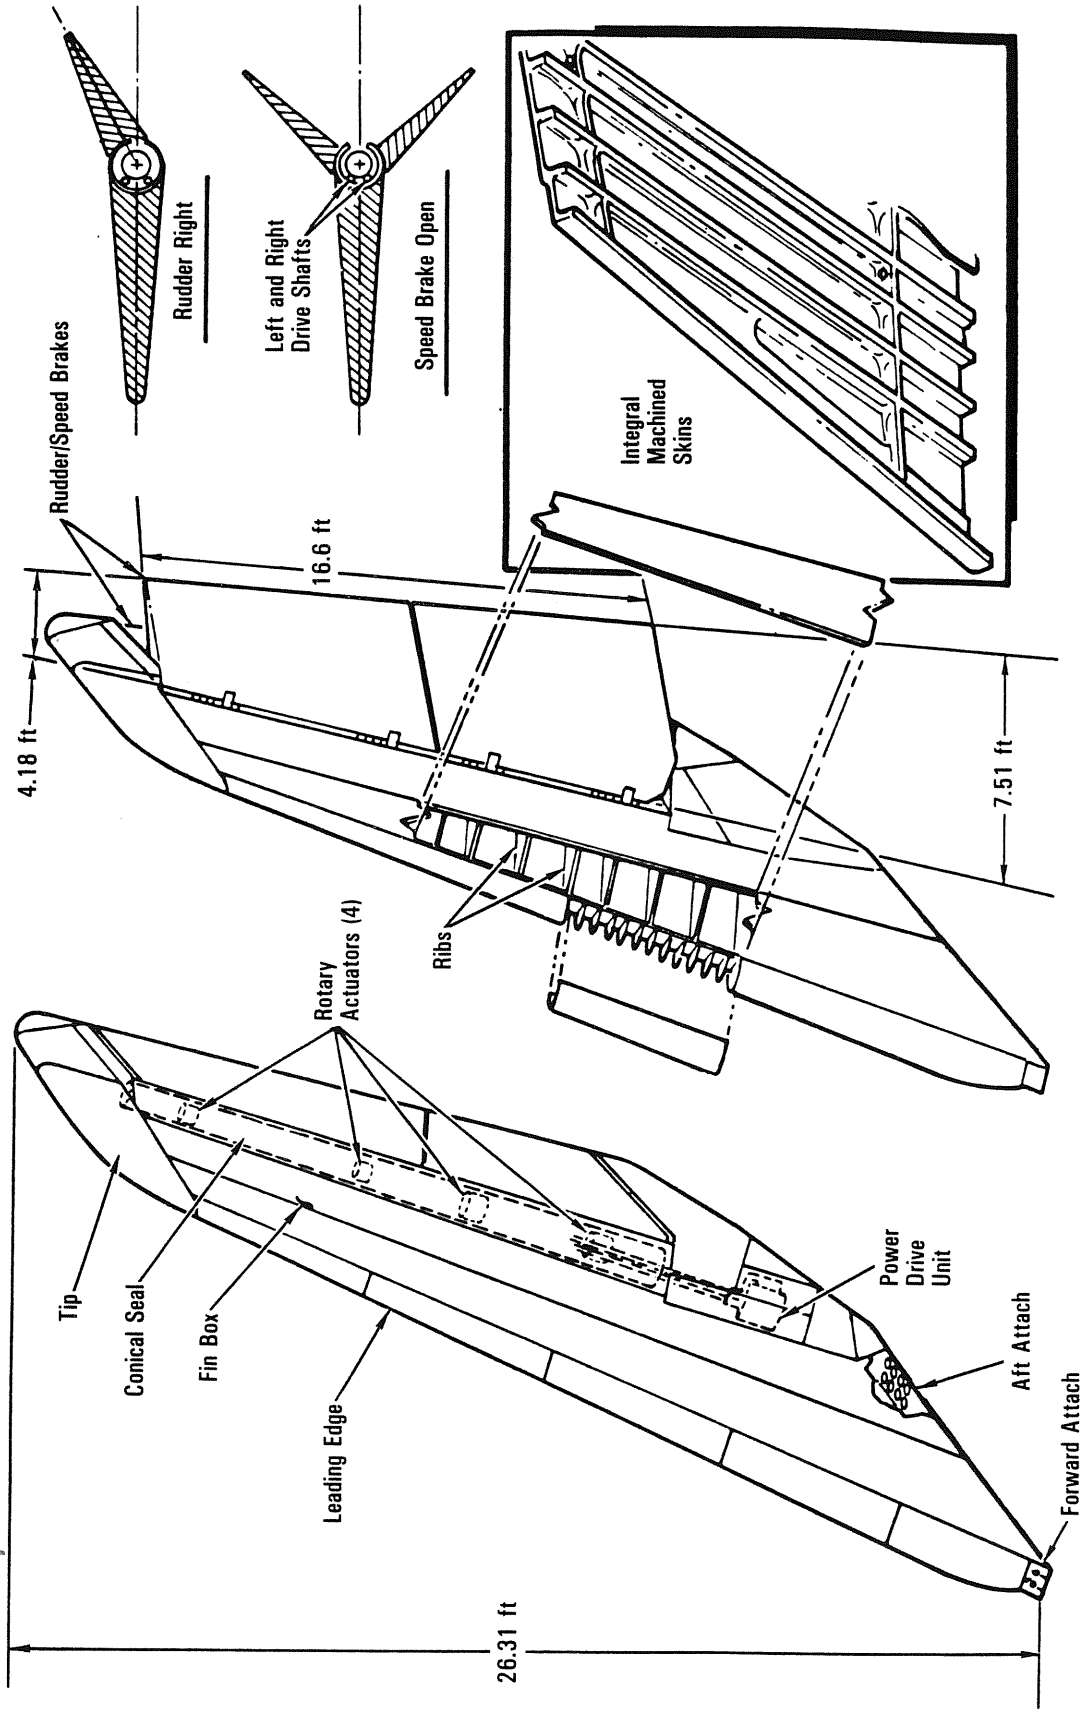 26.31 ft
Tip
Conical Seal
Fin Box
Leading Edge
Rotary
Actuators (4)
Power
Drive
Unit
Aft Attach
Forward Attach
4.18 ft
Rudder/Speed Brakes
16.6 ft
Ribs
7.51 ft
Rudder Right
Left and Right
Drive Shafts
Speed Brake Open
Integral
Machined
Skins